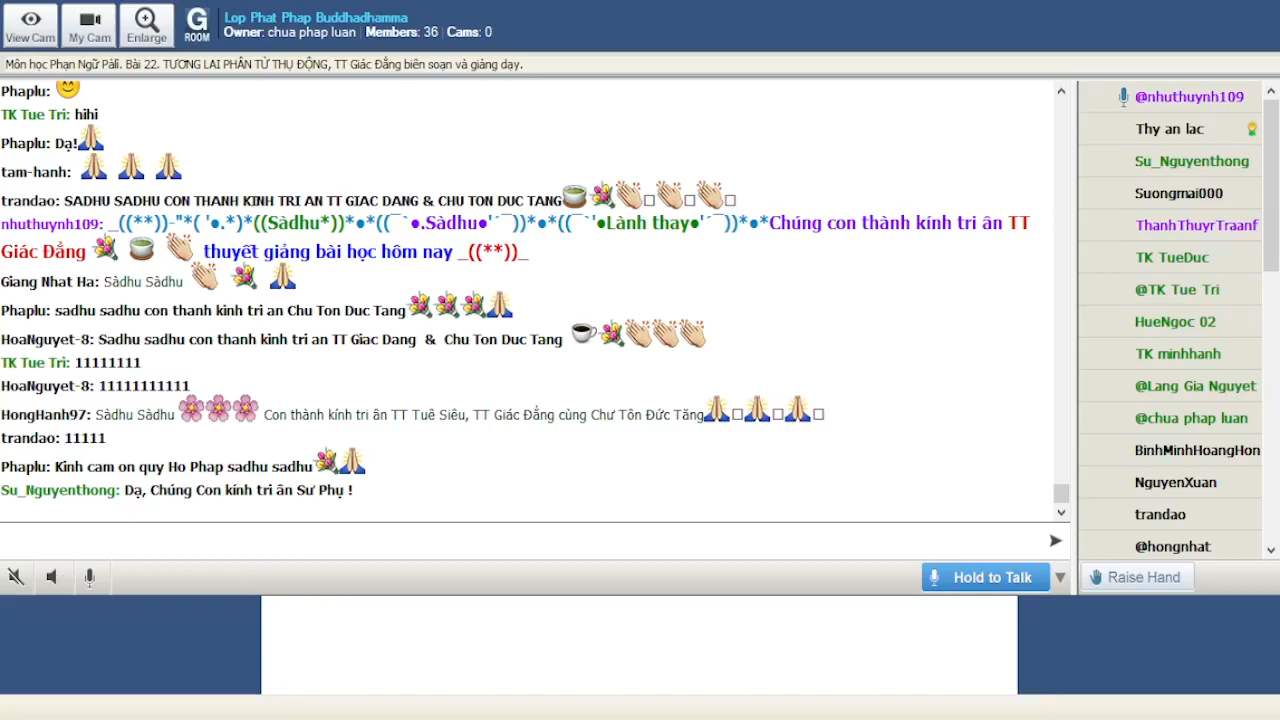 View Cam
My Cam
Enlarge
G
ROOM
Lop Phat Phap Buddhadhamma
Owner: chua phap luan | Members: 36 | Cams: 0
Môn học Phạn Ngữ Pāli. Bài 22. TƯƠNG LAI PHÂN TỪ THỤ ĐỘNG, TT Giác Đẳng biên soạn và giảng dạy.
Phaplu: 😊
TK Tue Tri: hihi
Phaplu: Dạ!🙏
tam-hanh: 🙏 🙏 🙏
trandao: SADHU SADHU CON THANH KINH TRI AN TT GIAC DANG & CHU TON DUC TANG🍵💐👏□👏□👏□
nhuthuynh109: _((**))-"*( '●.*)*((Sàdhu*))*●*((¯`●.Sàdhu●'´¯))*●*((¯`'●Lành thay●'´¯))*●*Chúng con thành kính tri ân TT
Giác Đẳng 💐 🍵 👏 thuyết giảng bài học hôm nay _((**))_
Giang Nhat Ha: Sàdhu Sàdhu 👏 💐 🙏
Phaplu: sadhu sadhu con thanh kinh tri an Chu Ton Duc Tang💐💐💐🙏
HoaNguyet-8: Sadhu sadhu con thanh kinh tri an TT Giac Dang & Chu Ton Duc Tang ☕💐👏👏👏
TK Tue Tri: 11111111
HoaNguyet-8: 11111111111
HongHanh97: Sàdhu Sàdhu 🌸🌸🌸 Con thành kính tri ân TT Tuê Siêu, TT Giác Đẳng cùng Chư Tôn Đức Tăng🙏□🙏□🙏□
trandao: 11111
Phaplu: Kinh cam on quy Ho Phap sadhu sadhu💐🙏
Su_Nguyenthong: Dạ, Chúng Con kính tri ân Sư Phụ !
@nhuthuynh109
Thy an lac
Su_Nguyenthong
Suongmai000
ThanhThuyrTraanf
TK TueDuc
@TK Tue Tri
HueNgoc 02
TK minhhanh
@Lang Gia Nguyet
@chua phap luan
BinhMinhHoangHon
NguyenXuan
trandao
@hongnhat
Hold to Talk
Raise Hand